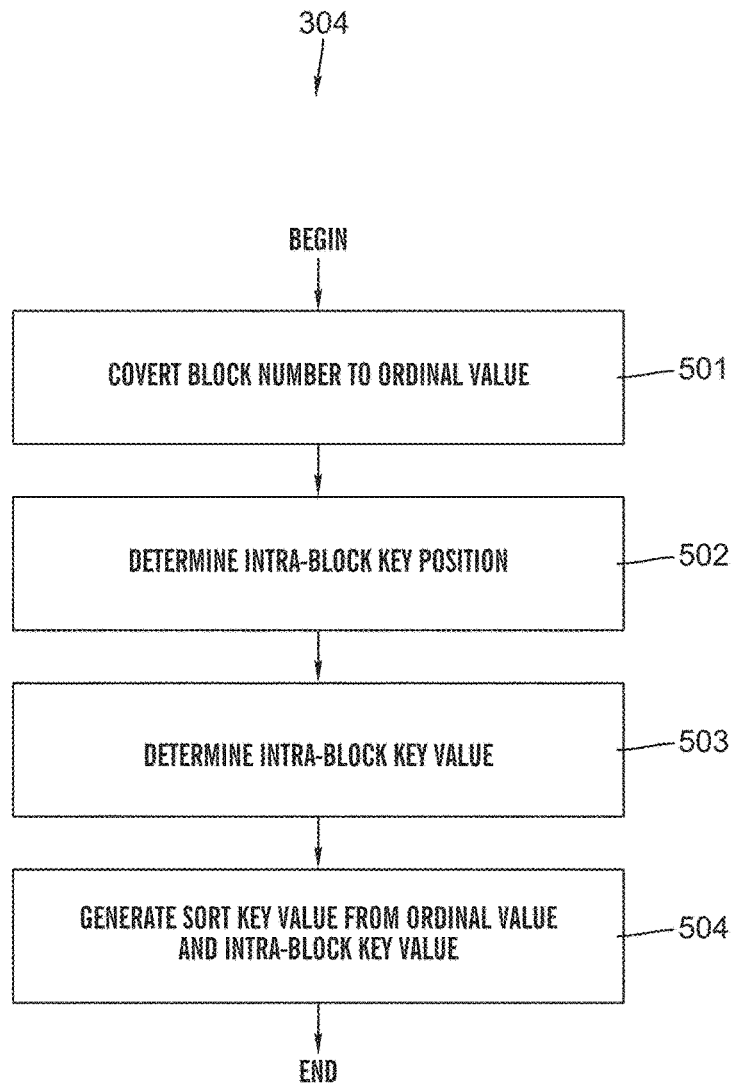 304
BEGIN
COVERT BLOCK NUMBER TO ORDINAL VALUE
501
DETERMINE INTRA-BLOCK KEY POSITION
502
DETERMINE INTRA-BLOCK KEY VALUE
503
GENERATE SORT KEY VALUE FROM ORDINAL VALUE
AND INTRA-BLOCK KEY VALUE
504
END